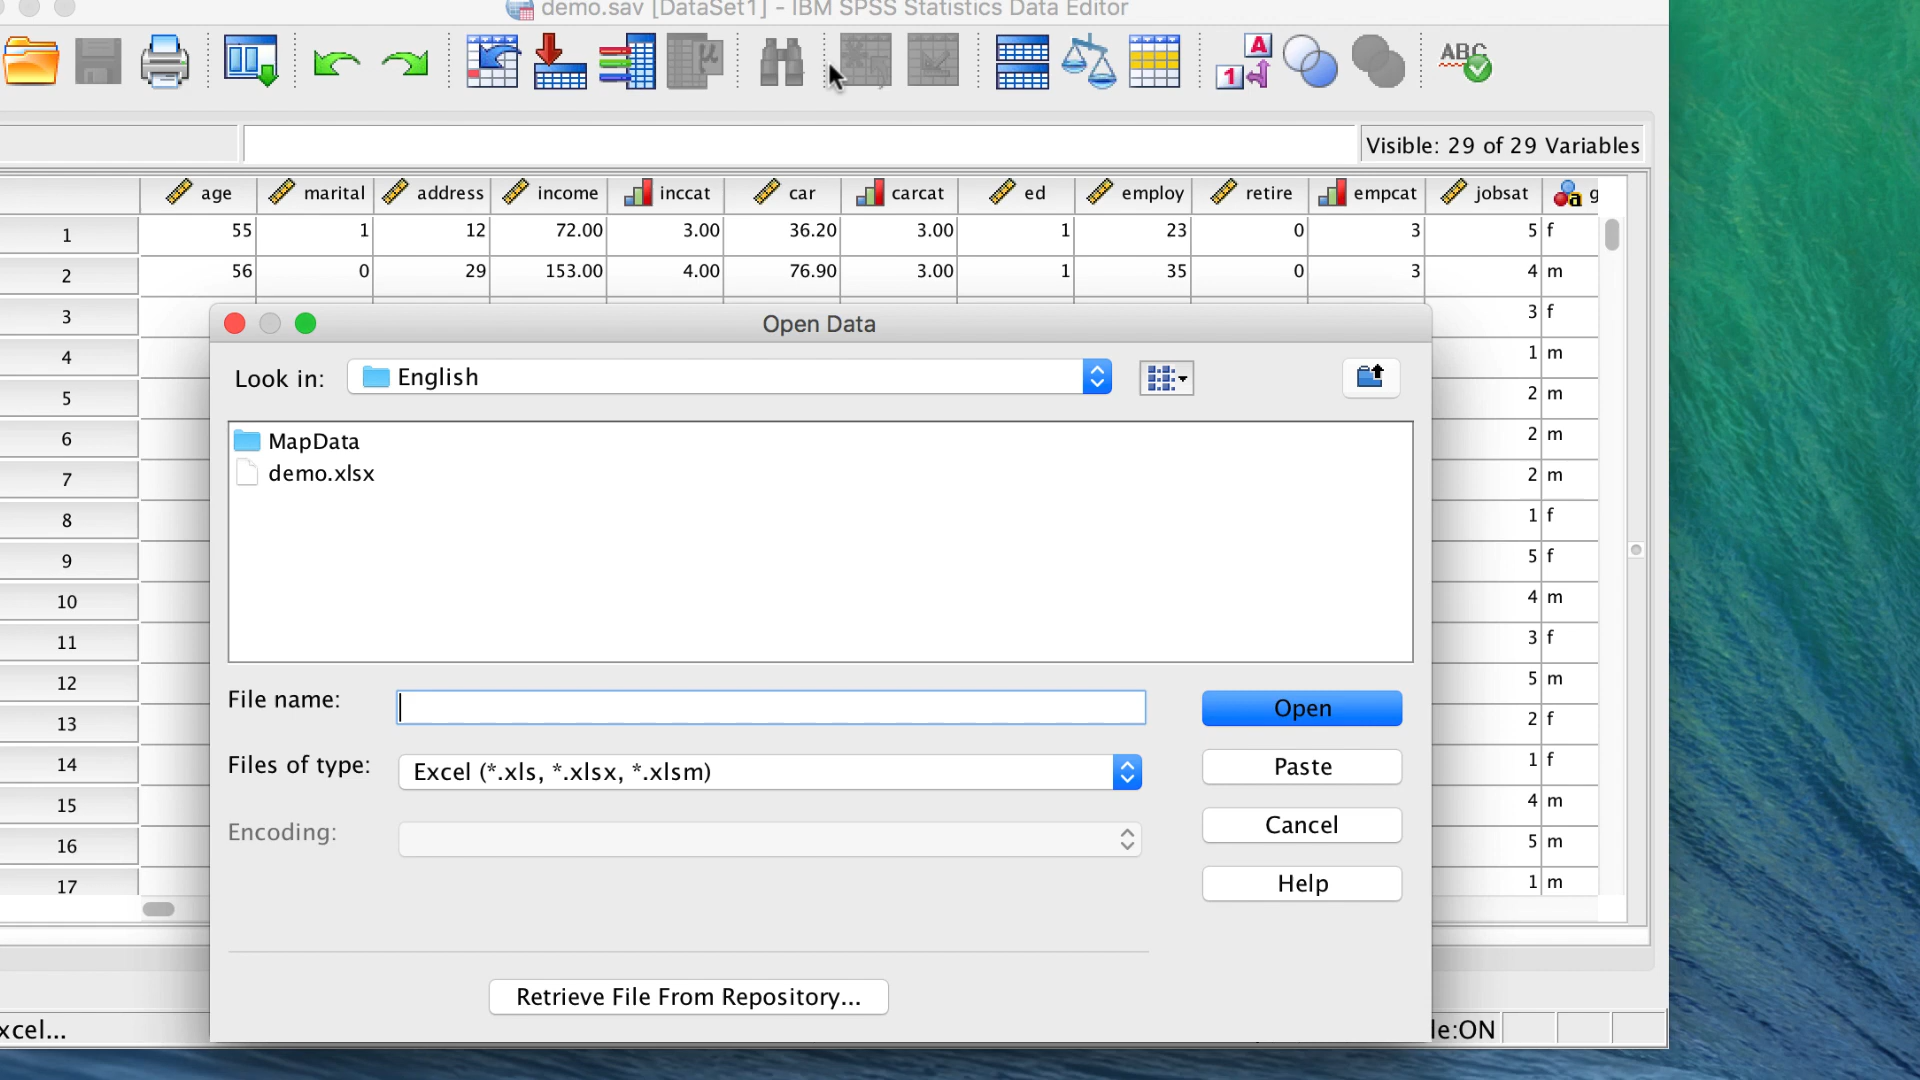 demo.sav [DataSet1] - IBM SPSS Statistics Data Editor
A
1
ABC
Visible: 29 of 29 Variables
age marital address income inccat car carcat ed employ retire empcat jobsat a g
1 55 1 12 72.00 3.00 36.20 3.00 1 23 0 3 5 f
2 56 0 29 153.00 4.00 76.90 3.00 1 35 0 3 4 m
3 3 f
4 1 m
5 2 m
6 2 m
7 2 m
8 1 f
9 5 f
10 4 m
11 3 f
12 5 m
13 2 f
14 1 f
15 4 m
16 5 m
17 1 m
Open Data
Look in: English
MapData
demo.xlsx
File name:
Open
Files of type: Excel (*.xls, *.xlsx, *.xlsm)
Paste
Encoding:
Cancel
Help
Retrieve File From Repository...
xcel...
le:ON